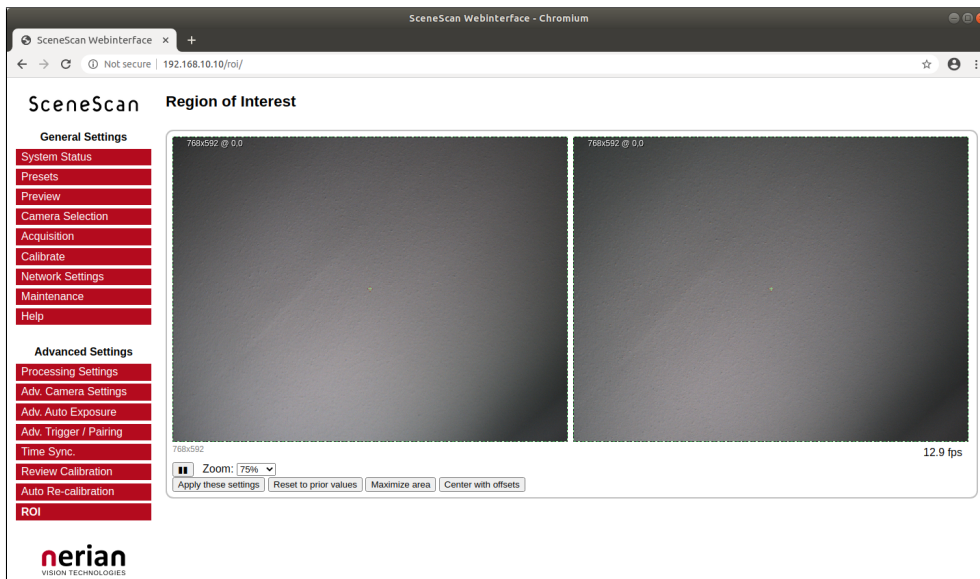 SceneScan Webinterface - Chromium
SceneScan Webinterface
Not secure | 192.168.10.10/roi/
SceneScan
Region of Interest
General Settings
System Status
Presets
Preview
Camera Selection
Acquisition
Calibrate
Network Settings
Maintenance
Help
Advanced Settings
Processing Settings
Adv. Camera Settings
Adv. Auto Exposure
Adv. Trigger / Pairing
Time Sync.
Review Calibration
Auto Re-calibration
ROI
nerian
VISION TECHNOLOGIES
768x592 @ 0,0
768x592 @ 0,0
768x592
12.9 fps
Zoom: 75%
Apply these settings
Reset to prior values
Maximize area
Center with offsets